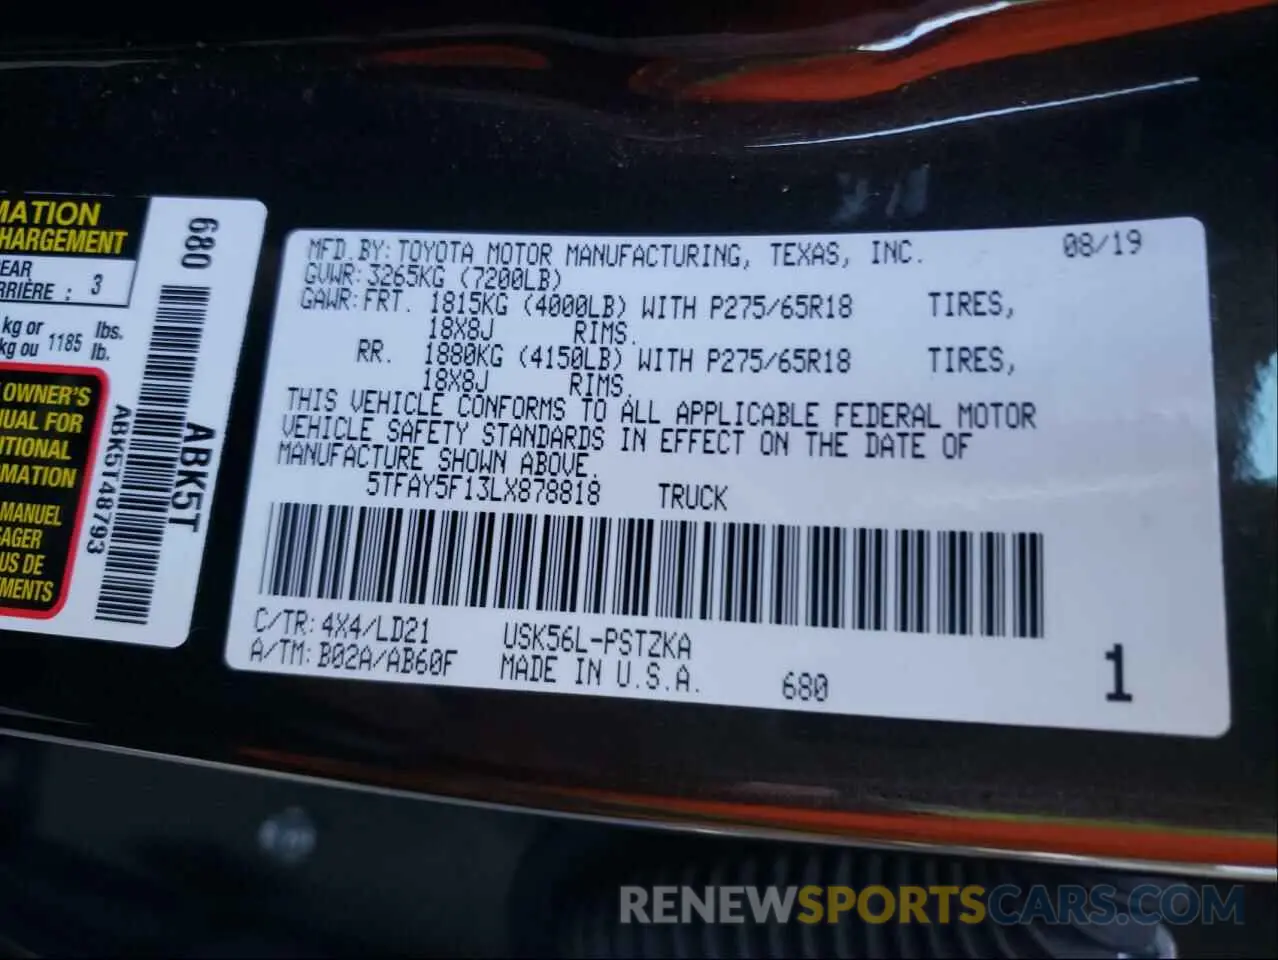 MATION
HARGEMENT
EAR
RRIÈRE : 3
kg or
kg ou 1185 lbs.
lb.
OWNER'S
NUAL FOR
ITIONAL
RMATION
MANUEL
AGER
US DE
MENTS
680
ABK5T
ABK5T48793
MFD.BY: TOYOTA MOTOR MANUFACTURING, TEXAS, INC. 08/19
GVWR: 3265KG (7200LB)
GAWR: FRT. 1815KG (4000LB) WITH P275/65R18 TIRES,
18X8J RIMS.
RR. 1880KG (4150LB) WITH P275/65R18 TIRES,
18X8J RIMS.
THIS VEHICLE CONFORMS TO ALL APPLICABLE FEDERAL MOTOR
VEHICLE SAFETY STANDARDS IN EFFECT ON THE DATE OF
MANUFACTURE SHOWN ABOVE.
5TFAY5F13LX878818 TRUCK
C/TR: 4X4/LD21 USK56L-PSTZKA
A/TM: B02A/AB60F MADE IN U.S.A. 680 1
RENEWSPORTSCARS.COM